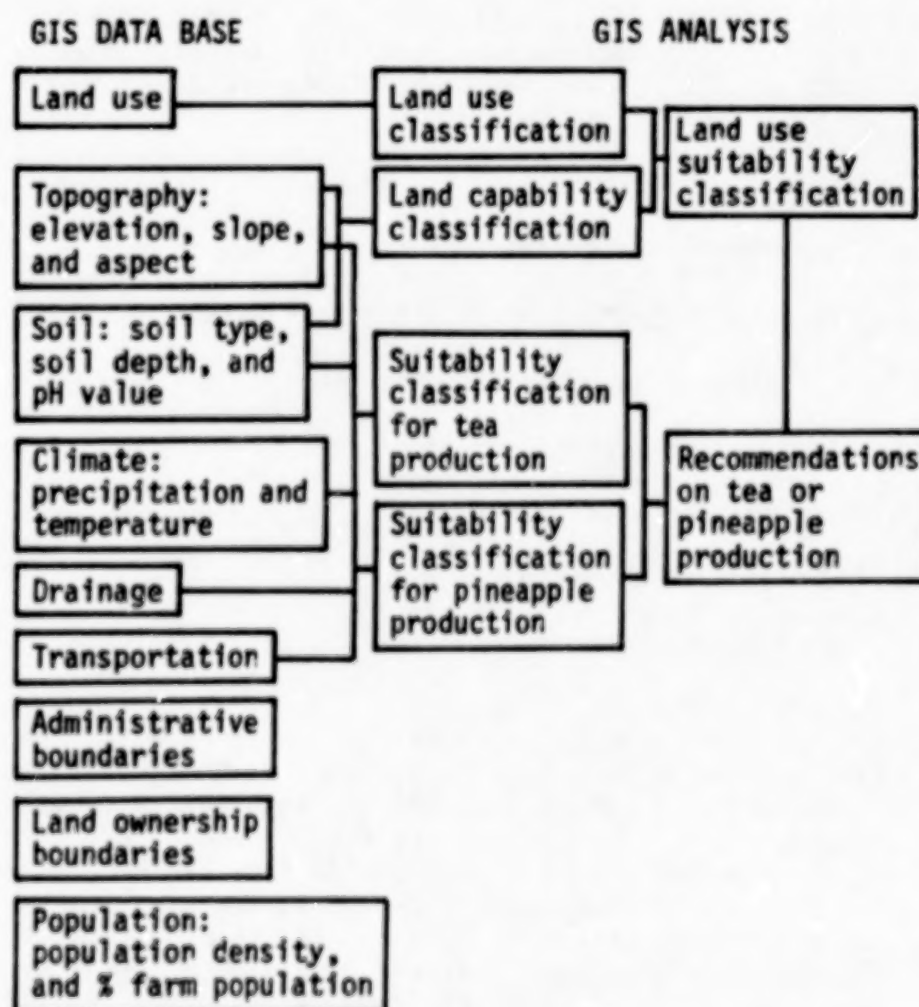 GIS DATA BASE
GIS ANALYSIS
Land use
Land use
classification
Land use
suitability
classification
Topography:
elevation, slope,
and aspect
Land capability
classification
Soil: soil type,
soil depth, and
pH value
Suitability
classification
for tea
production
Climate:
precipitation and
temperature
Recommendations
on tea or
pineapple
production
Suitability
classification
for pineapple
production
Drainage
Transportation
Administrative
boundaries
Land ownership
boundaries
Population:
population density,
and % farm population